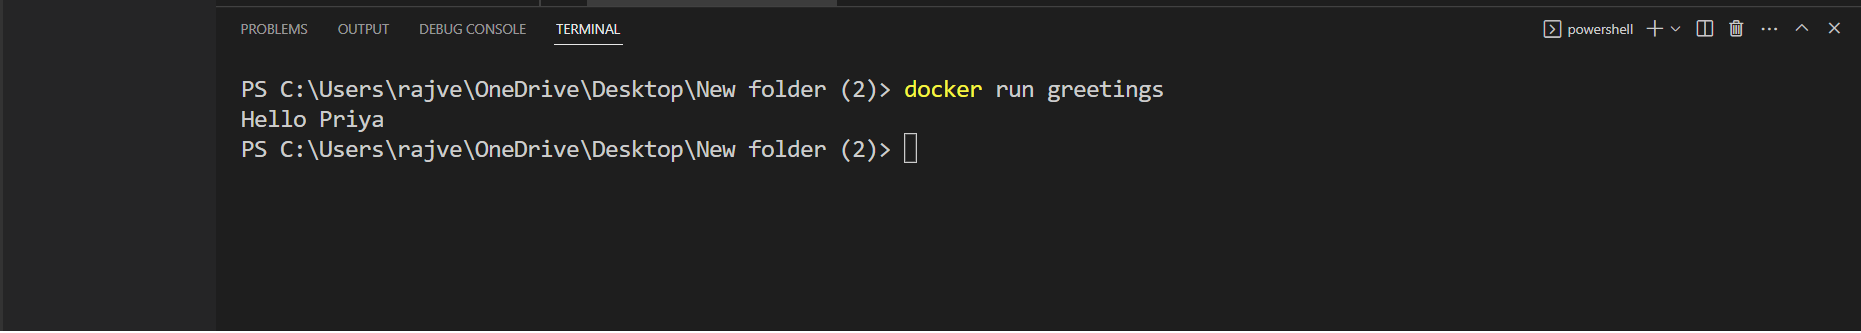 PROBLEMS OUTPUT DEBUG CONSOLE TERMINAL powershell
PS C:\Users\rajve\OneDrive\Desktop\New folder (2)> docker run greetings
Hello Priya
PS C:\Users\rajve\OneDrive\Desktop\New folder (2)>